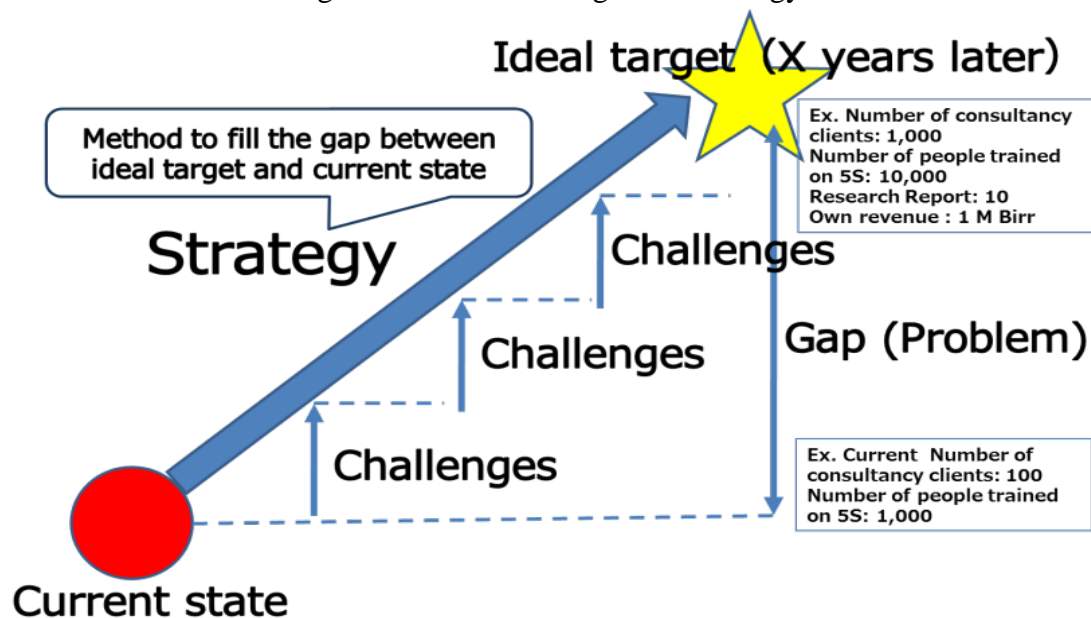 Ideal target (X years later)
Method to fill the gap between
ideal target and current state
Ex. Number of consultancy
clients: 1,000
Number of people trained
on 5S: 10,000
Research Report: 10
Own revenue : 1 M Birr
Strategy
Challenges
Challenges
Gap (Problem)
Challenges
Ex. Current Number of
consultancy clients: 100
Number of people trained
on 5S: 1,000
Current state